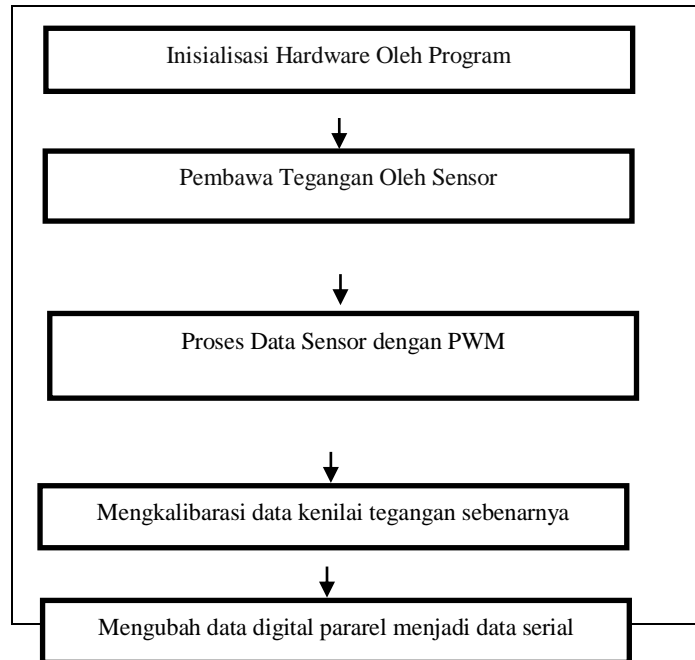 Inisialisasi Hardware Oleh Program
Pembawa Tegangan Oleh Sensor
Proses Data Sensor dengan PWM
Mengkalibarasi data kenilai tegangan sebenarnya
Mengubah data digital pararel menjadi data serial